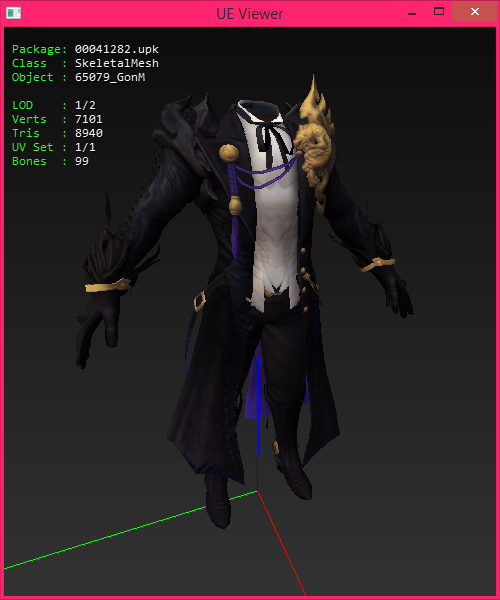 UE Viewer
Package: 00041282.upk
Class : SkeletalMesh
Object : 65079_GonM
LOD : 1/2
Verts : 7101
Tris : 8940
UV Set : 1/1
Bones : 99